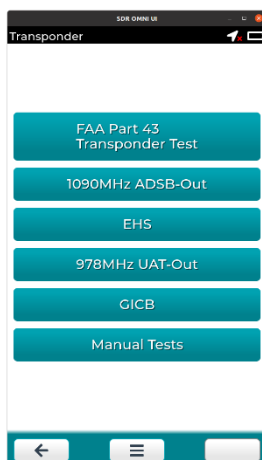 SDR OMNI UI
Transponder
FAA Part 43
Transponder Test
1090MHz ADSB-Out
EHS
978MHz UAT-Out
GICB
Manual Tests